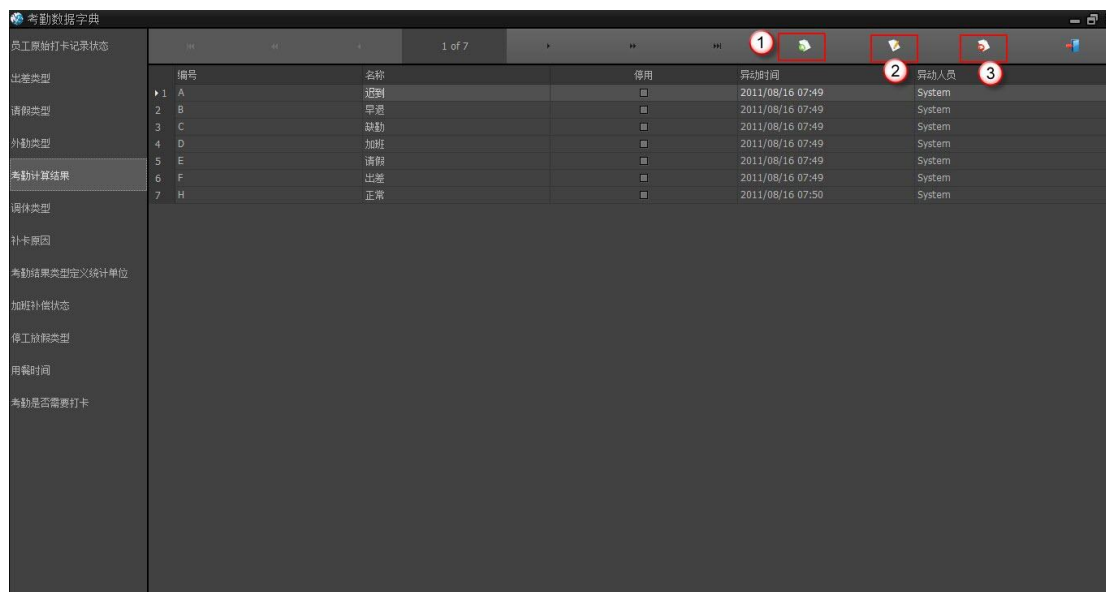 考勤数据字典
员工原始打卡记录状态
出差类型
请假类型
外勤类型
考勤计算结果
调休类型
补卡原因
考勤结果类型定义统计单位
加班补偿状态
停工放假类型
用餐时间
考勤是否需要打卡
1 of 7
1
2
3
编号 名称 停用 异动时间 异动人员
1 A 迟到 2011/08/16 07:49 System
2 B 早退 2011/08/16 07:49 System
3 C 缺勤 2011/08/16 07:49 System
4 D 加班 2011/08/16 07:49 System
5 E 请假 2011/08/16 07:49 System
6 F 出差 2011/08/16 07:49 System
7 H 正常 2011/08/16 07:50 System